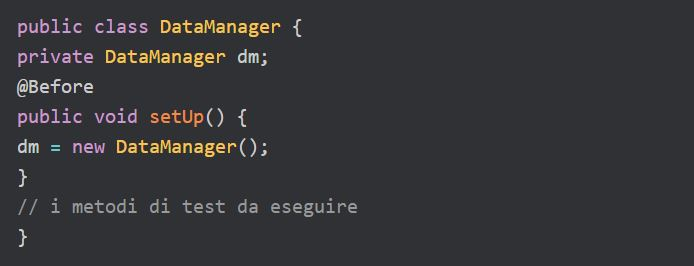 public class DataManager {
private DataManager dm;
@Before
public void setUp() {
dm = new DataManager();
}
// i metodi di test da eseguire
}